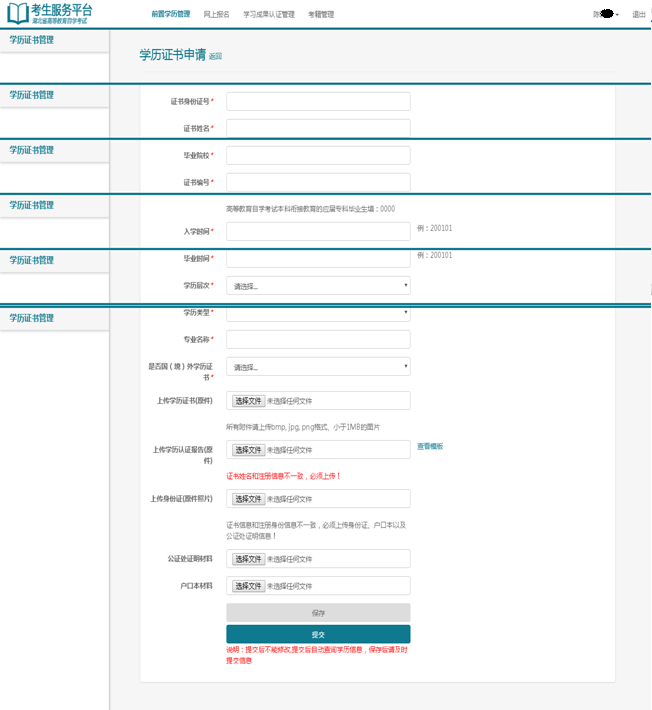 考生服务平台
湖北省高等教育自学考试
前置学历管理 网上报名 学习成果认证管理 考籍管理 退出
学历证书管理
学历证书申请 返回
学历证书管理
证书身份证号*
证书姓名*
学历证书管理
毕业院校*
证书编号*
学历证书管理
高等教育自学考试本科衔接教育的应届专科毕业生填：0000
入学时间* 例：200101
学历证书管理
毕业时间* 例：200101
学历层次* 请选择...
学历证书管理
学历类型*
专业名称*
是否国（境）外学历证 请选择...
书*
上传学历证书(原件) 选择文件 未选择任何文件
所有附件请上传bmp, jpg, png格式、小于1MB的图片
上传学历认证报告(原 选择文件 未选择任何文件 查看模板
件)
证书姓名和注册信息不一致，必须上传！
上传身份证(原件照片) 选择文件 未选择任何文件
证书信息和注册身份信息不一致，必须上传身份证、户口本以及
公证处证明信息！
公证处证明材料 选择文件 未选择任何文件
户口本材料 选择文件 未选择任何文件
保存
提交
说明：提交后不能修改,提交后自动查询学历信息，保存后请及时
提交信息